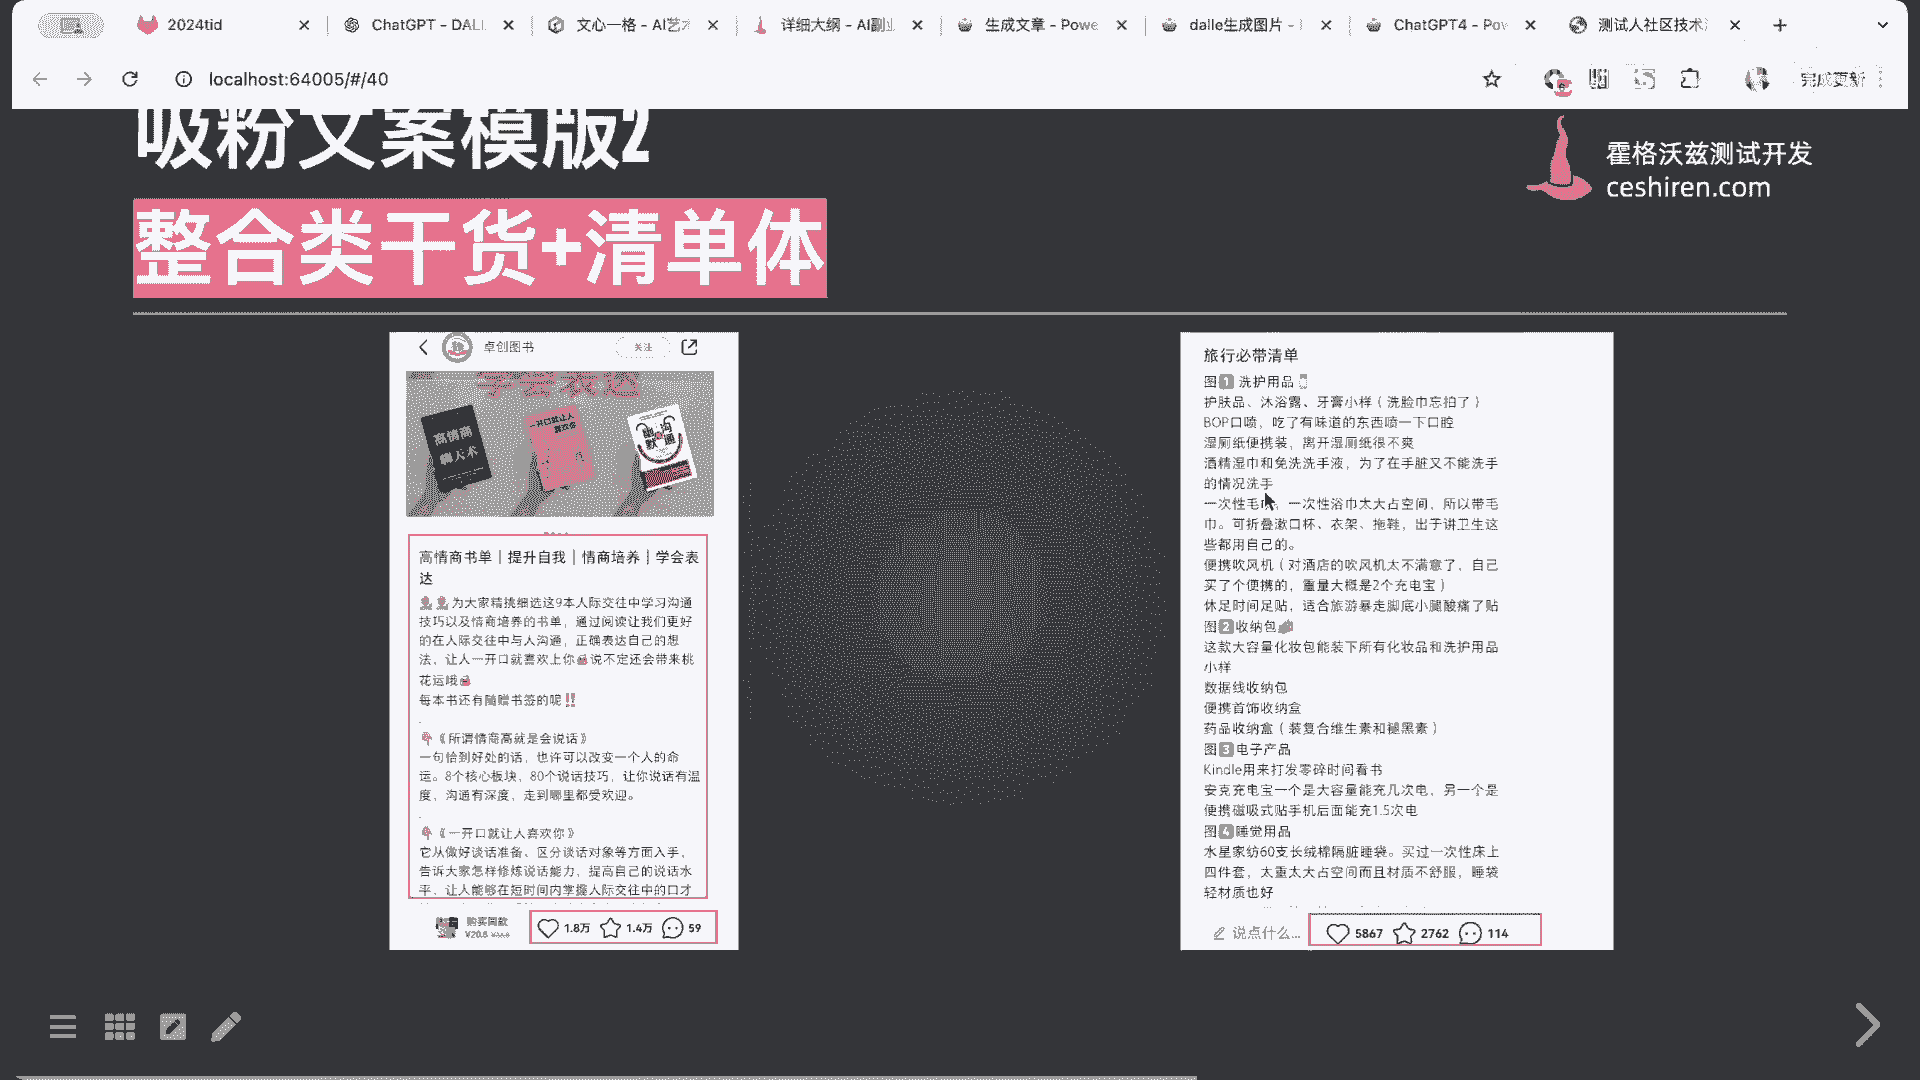 2024tid
ChatGPT - DALL
文心一格 - AI艺术
详细大纲 - AI副业
生成文章 - Powe
dalle生成图片 -
ChatGPT4 - Pow
测试人社区技术
localhost:64005/#/40
完成更新
吸粉文案模版2
整合类干货+清单体
霍格沃兹测试开发
ceshiren.com
卓创图书
关注
高情商
聊天术
一开口就让人
喜欢你
幽默
沟通
高情商书单｜提升自我｜情商培养｜学会表
达
为大家精挑细选这9本人际交往中学习沟通
技巧以及情商培养的书单，通过阅读让我们更好
的在人际交往中与人沟通，正确表达自己的想
法，让人一开口就喜欢上你说不定还会带来桃
花运哦
每本书还有随赠书签的呢‼️
.
《所谓情商高就是会说话》
一句恰到好处的话，也许可以改变一个人的命
运。8个核心板块，80个说话技巧，让你说话有温
度，沟通有深度，走到哪里都受欢迎。
.
《一开口就让人喜欢你》
它从做好谈话准备、区分谈话对象等方面入手，
告诉大家怎样修炼说话能力，提高自己的说话水
平，让人能够在短时间内掌握人际交往中的口才
购买同款
¥20.8
1.8万
1.4万
59
旅行必带清单
图1 洗护用品
护肤品、沐浴露、牙膏小样（洗脸巾忘拍了）
BOP口喷，吃了有味道的东西喷一下口腔
湿厕纸便携装，离开湿厕纸很不爽
酒精湿巾和免洗洗手液，为了在手脏又不能洗手
的情况洗手
一次性毛巾，一次性浴巾太大占空间，所以带毛
巾。可折叠漱口杯、衣架、拖鞋，出于讲卫生这
些都用自己的。
便携吹风机（对酒店的吹风机太不满意了，自己
买了个便携的，重量大概是2个充电宝）
休足时间足贴，适合旅游暴走脚底小腿酸痛了贴
图2收纳包
这款大容量化妆包能装下所有化妆品和洗护用品
小样
数据线收纳包
便携首饰收纳盒
药品收纳盒（装复合维生素和褪黑素）
图3电子产品
Kindle用来打发零碎时间看书
安克充电宝一个是大容量能充几次电，另一个是
便携磁吸式贴手机后面能充1.5次电
图4睡觉用品
水星家纺60支长绒棉隔脏睡袋。买过一次性床上
四件套，太重太大占空间而且材质不舒服，睡袋
轻材质也好
说点什么...
5867
2762
114